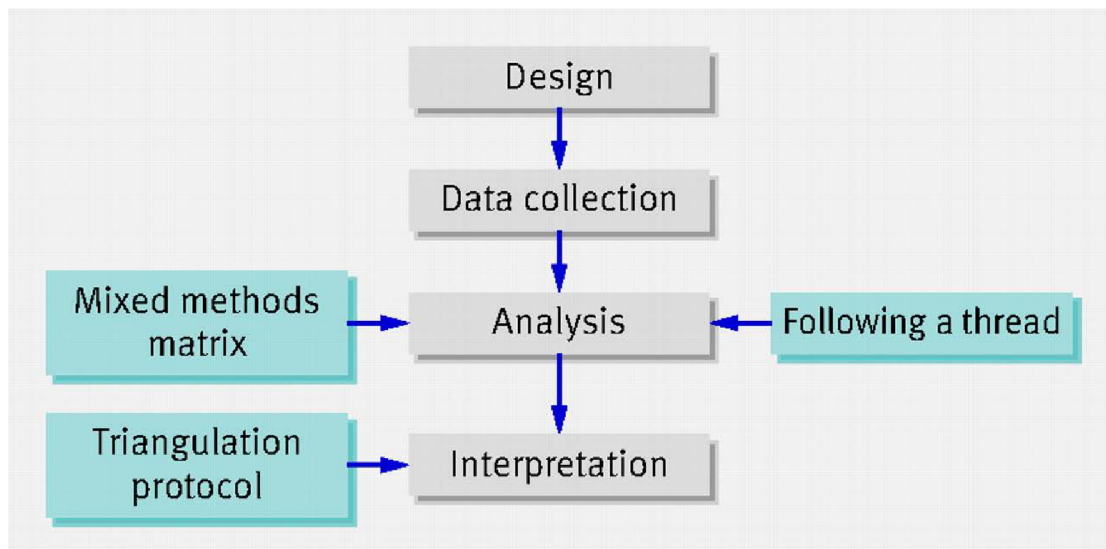 Design
Data collection
Mixed methods
matrix
Analysis
Following a thread
Triangulation
protocol
Interpretation